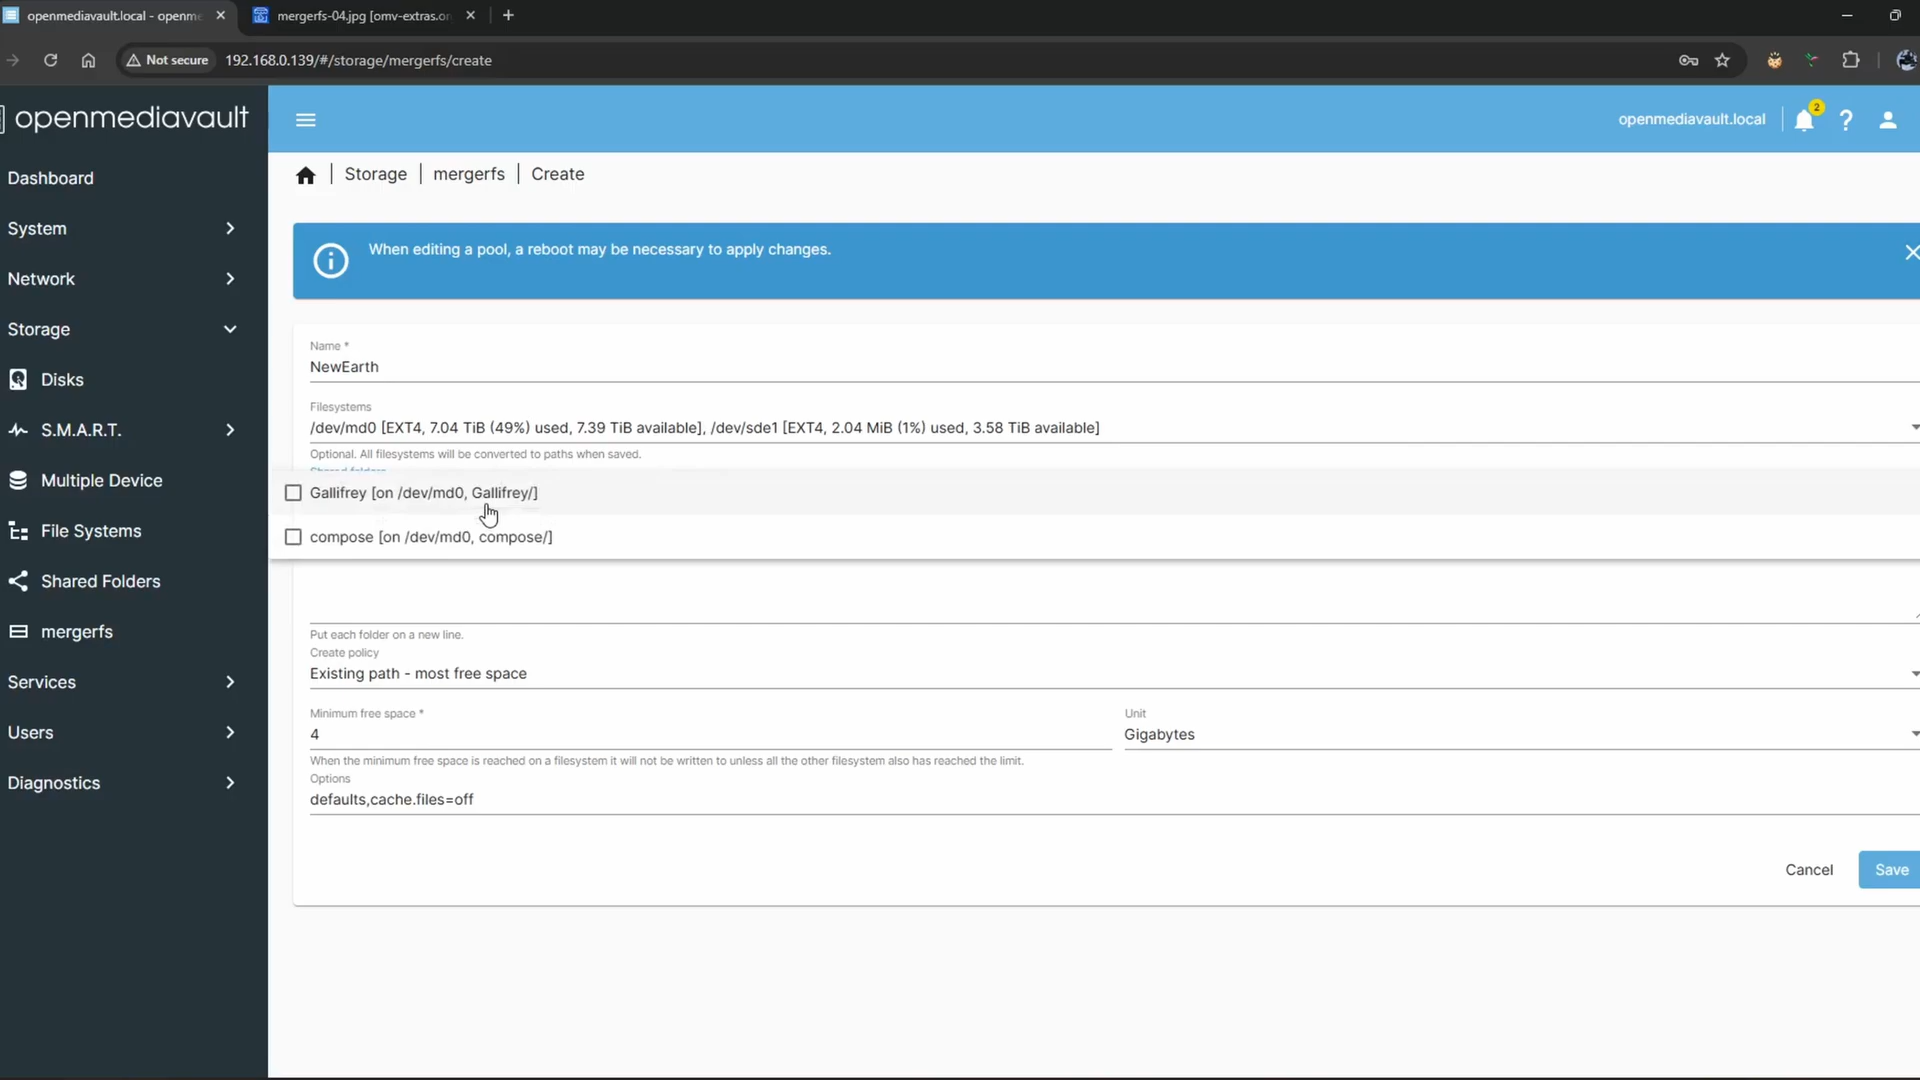 openmediavault.local - openme
mergerfs-04.jpg [omv-extras.or
Not secure
192.168.0.139/#/storage/mergerfs/create
openmediavault
openmediavault.local
2
Dashboard
System
Network
Storage
Disks
S.M.A.R.T.
Multiple Device
File Systems
Shared Folders
mergerfs
Services
Users
Diagnostics
Storage | mergerfs | Create
When editing a pool, a reboot may be necessary to apply changes.
Name *
NewEarth
Filesystems
/dev/md0 [EXT4, 7.04 TiB (49%) used, 7.39 TiB available], /dev/sde1 [EXT4, 2.04 MiB (1%) used, 3.58 TiB available]
Optional. All filesystems will be converted to paths when saved.
Shared folders
Gallifrey [on /dev/md0, Gallifrey/]
compose [on /dev/md0, compose/]
Put each folder on a new line.
Create policy
Existing path - most free space
Minimum free space *
4
Unit
Gigabytes
When the minimum free space is reached on a filesystem it will not be written to unless all the other filesystem also has reached the limit.
Options
defaults,cache.files=off
Cancel
Save